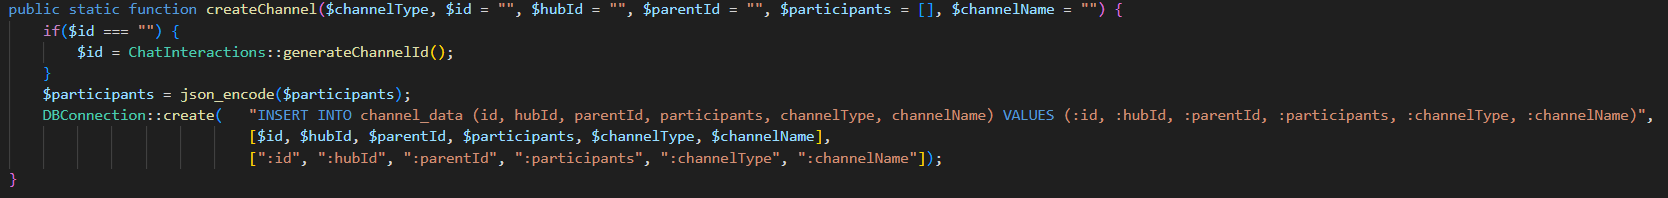 public static function createChannel($channelType, $id = "", $hubId = "", $parentId = "", $participants = [], $channelName = "") {
    if($id === "") {
        $id = ChatInteractions::generateChannelId();
    }
    $participants = json_encode($participants);
    DBConnection::create(   "INSERT INTO channel_data (id, hubId, parentId, participants, channelType, channelName) VALUES (:id, :hubId, :parentId, :participants, :channelType, :channelName)",
                            [$id, $hubId, $parentId, $participants, $channelType, $channelName],
                            [":id", ":hubId", ":parentId", ":participants", ":channelType", ":channelName"]);
}